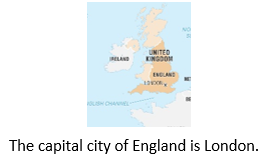 UNITED
KINGDOM
IRELAND
ENGLAND
LONDON
The capital city of England is London.